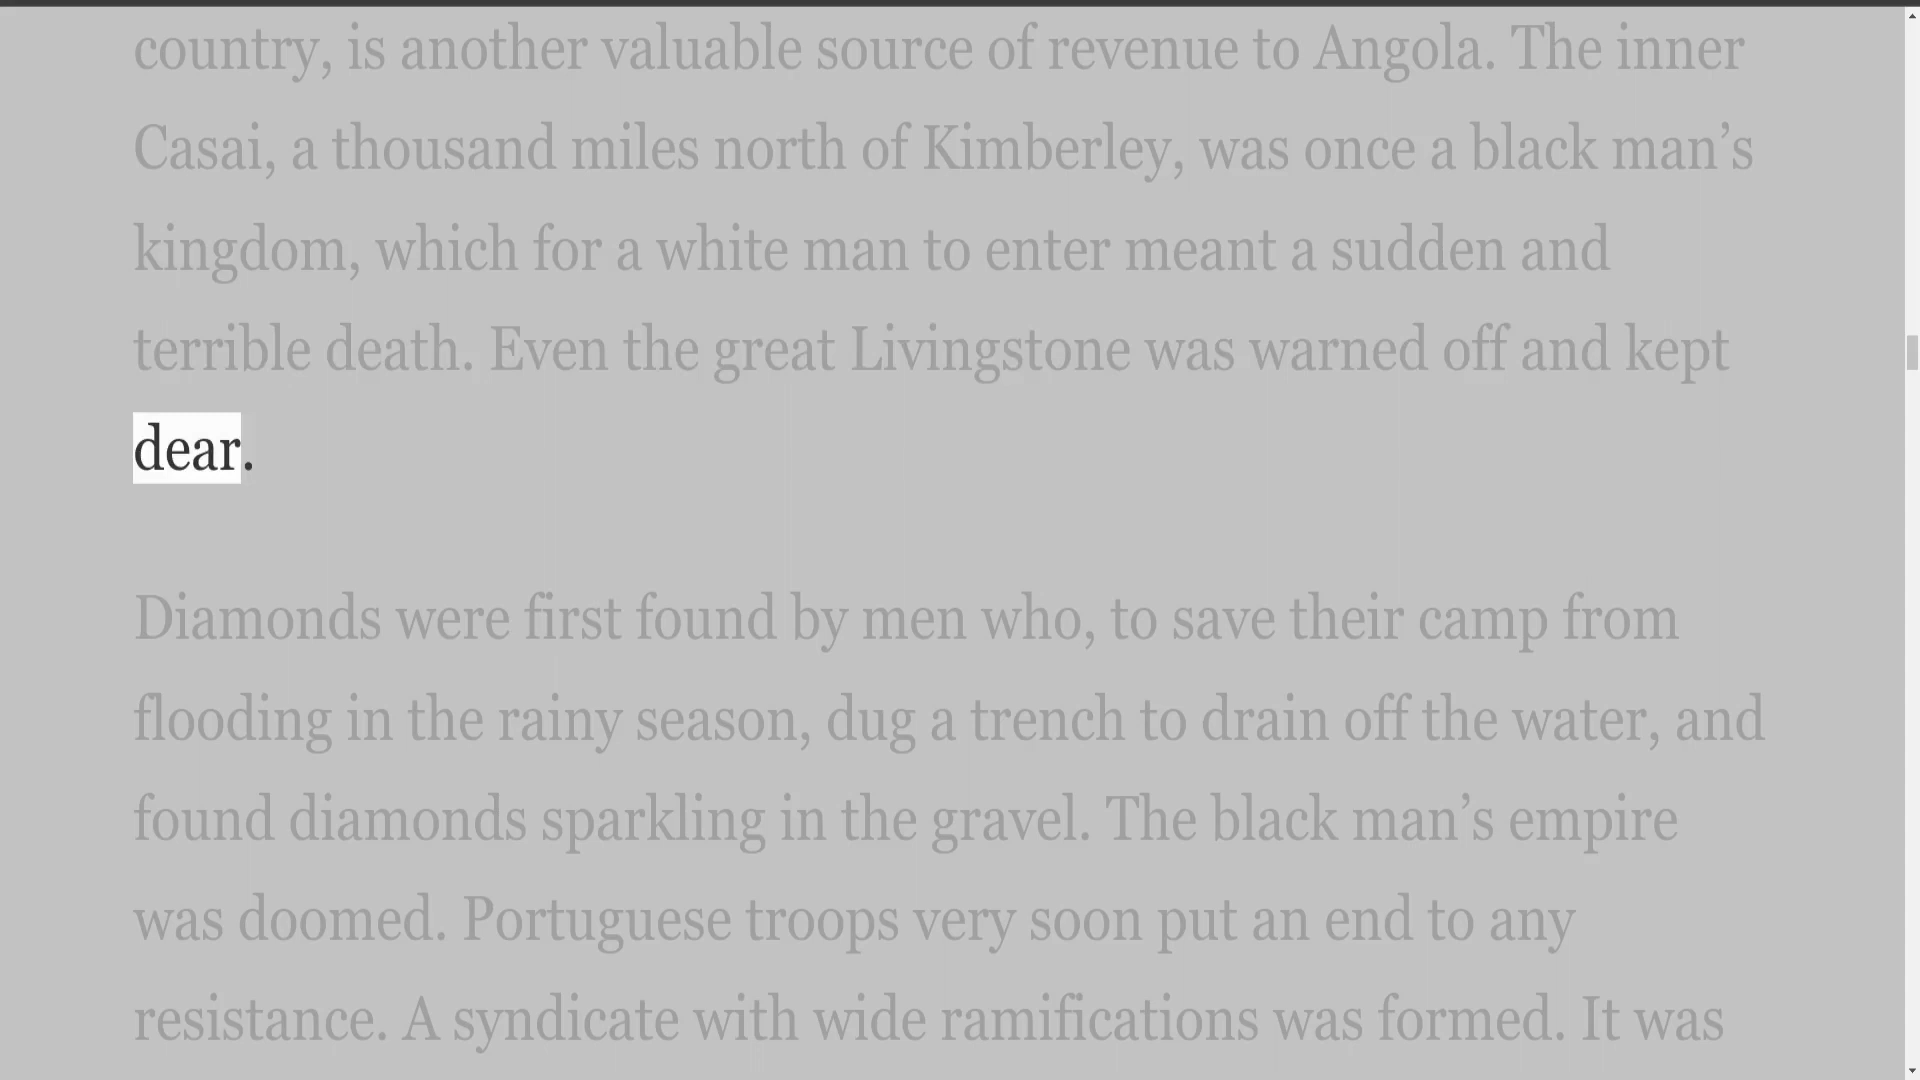 country, is another valuable source of revenue to Angola. The inner
Casai, a thousand miles north of Kimberley, was once a black man’s
kingdom, which for a white man to enter meant a sudden and
terrible death. Even the great Livingstone was warned off and kept
dear.
Diamonds were first found by men who, to save their camp from
flooding in the rainy season, dug a trench to drain off the water, and
found diamonds sparkling in the gravel. The black man’s empire
was doomed. Portuguese troops very soon put an end to any
resistance. A syndicate with wide ramifications was formed. It was